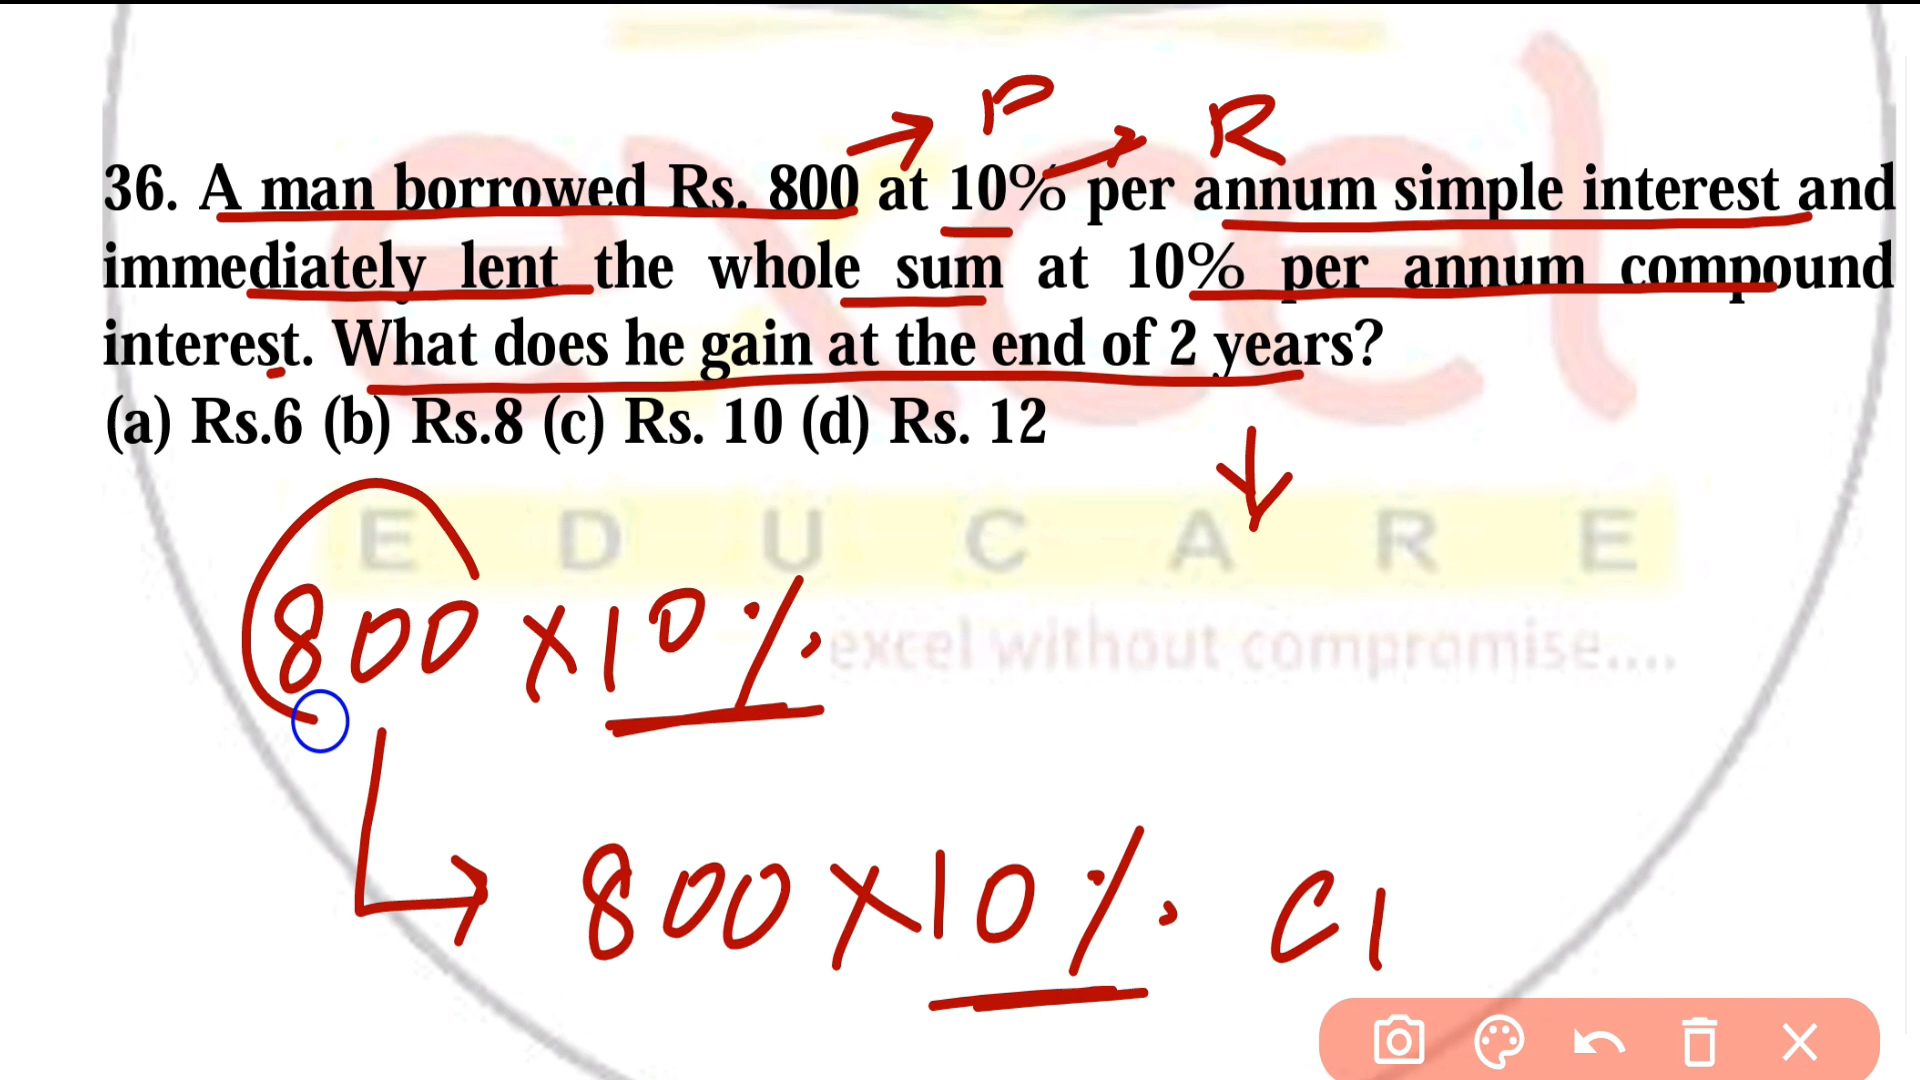 P
R
36. A man borrowed Rs. 800 at 10% per annum simple interest and
immediately lent the whole sum at 10% per annum compound
interest. What does he gain at the end of 2 years?
(a) Rs.6 (b) Rs.8 (c) Rs. 10 (d) Rs. 12
excel
E D U C A R E
800 × 10 %
excel without compromise....
800 × 10 % CI